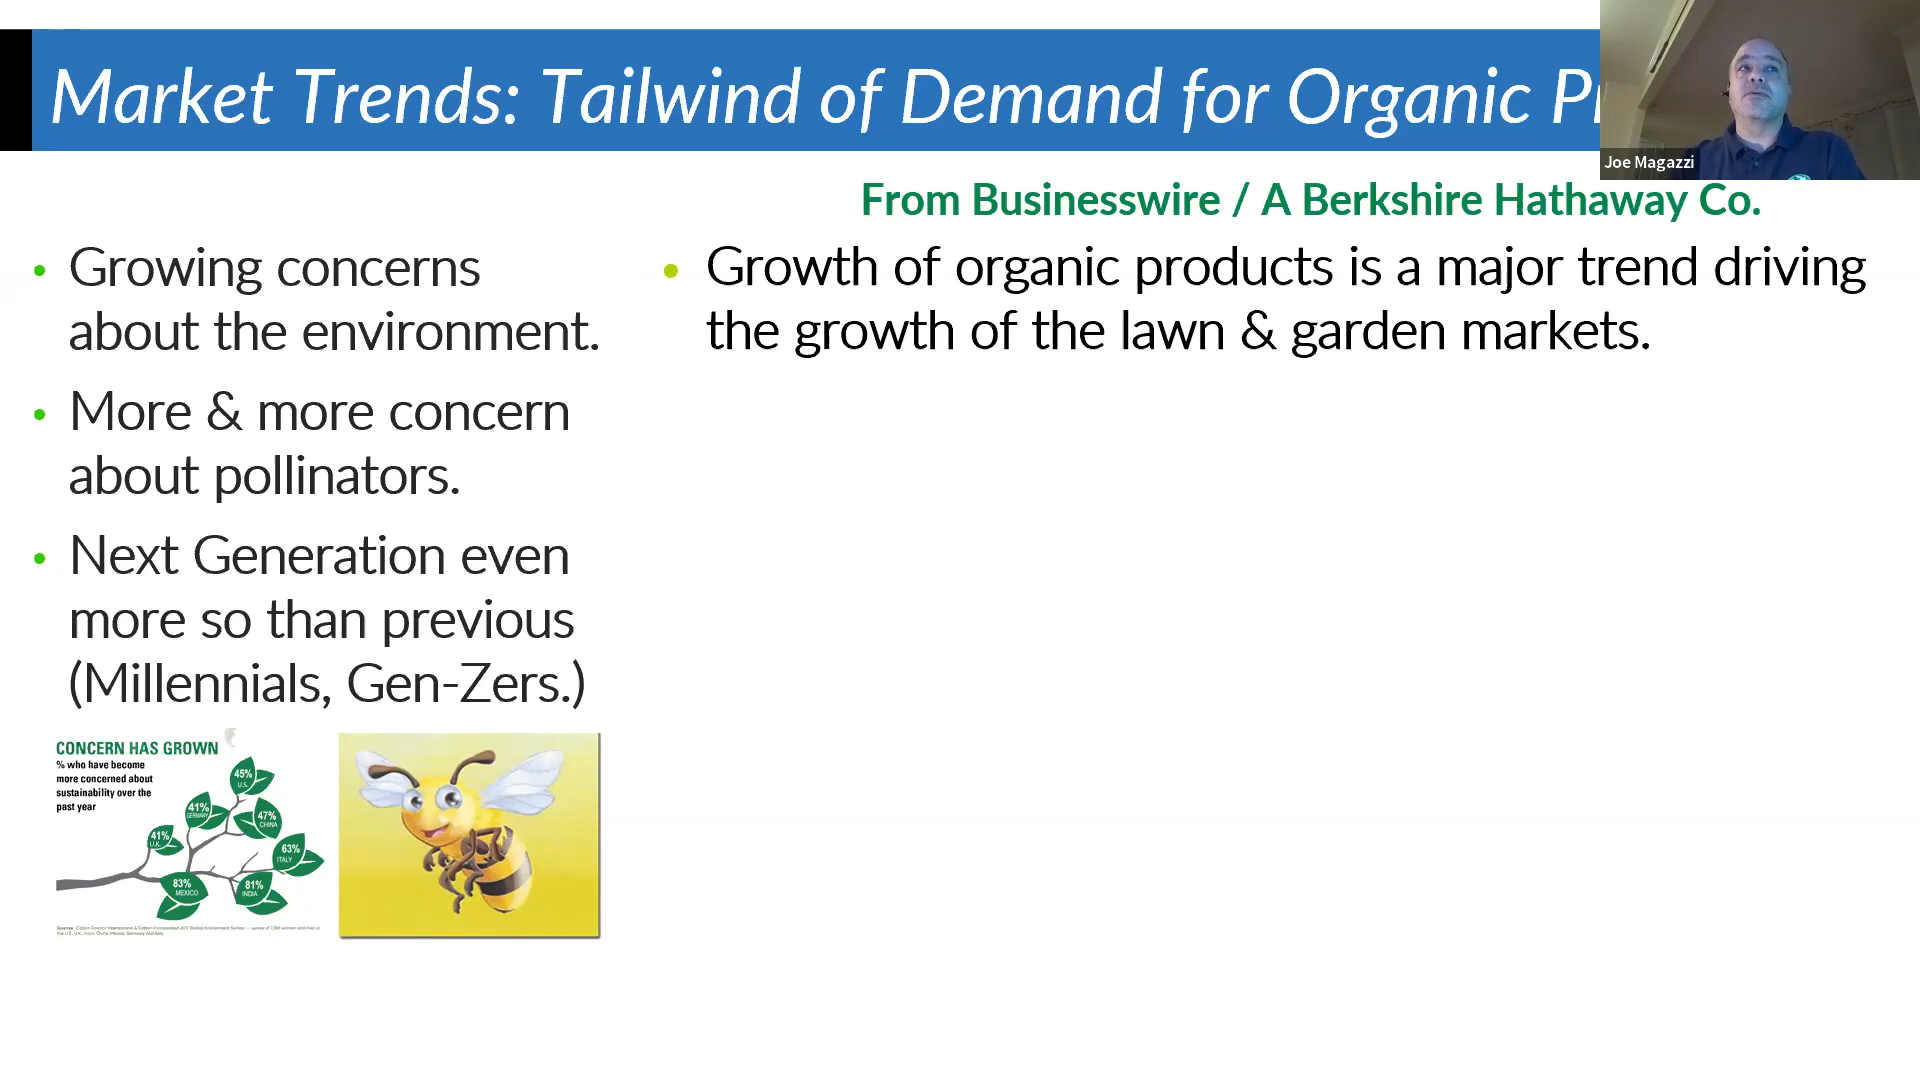 Market Trends: Tailwind of Demand for Organic
Joe Magazzi
From Businesswire / A Berkshire Hathaway Co.
• Growing concerns
about the environment.
• More & more concern
about pollinators.
• Next Generation even
more so than previous
(Millennials, Gen-Zers.)
• Growth of organic products is a major trend driving
the growth of the lawn & garden markets.
CONCERN HAS GROWN
% who have become
more concerned about
sustainability over the
past year
45%
U.S.
41%
GERMANY
47%
CHINA
41%
U.K.
63%
ITALY
83%
MEXICO
81%
INDIA